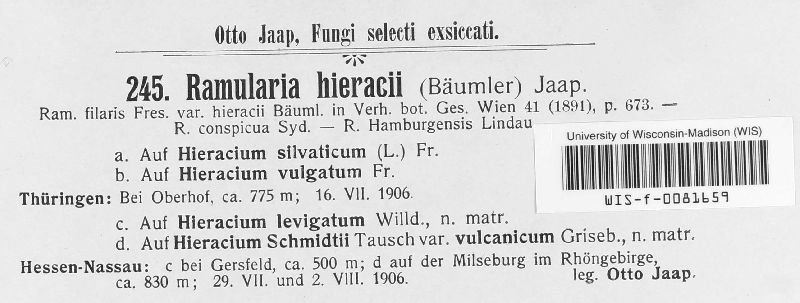 Otto Jaap, Fungi selecti exsiccati.
245. Ramularia hieracii (Bäumler) Jaap.
Ram. filaris Fres. var. hieracii Bäuml. in Verh. bot. Ges. Wien 41 (1891), p. 673. —
R. conspicua Syd. — R. Hamburgensis Lindau
University of Wisconsin-Madison (WIS)
WIS-f-0081659
a. Auf Hieracium silvaticum (L.) Fr.
b. Auf Hieracium vulgatum Fr.
Thüringen: Bei Oberhof, ca. 775 m; 16. VII. 1906.
c. Auf Hieracium levigatum Willd., n. matr.
d. Auf Hieracium Schmidtii Tausch var. vulcanicum Griseb., n. matr.
Hessen-Nassau: c bei Gersfeld, ca. 500 m; d auf der Milseburg im Rhöngebirge,
ca. 830 m; 29. VII. und 2. VIII. 1906. leg. Otto Jaap.